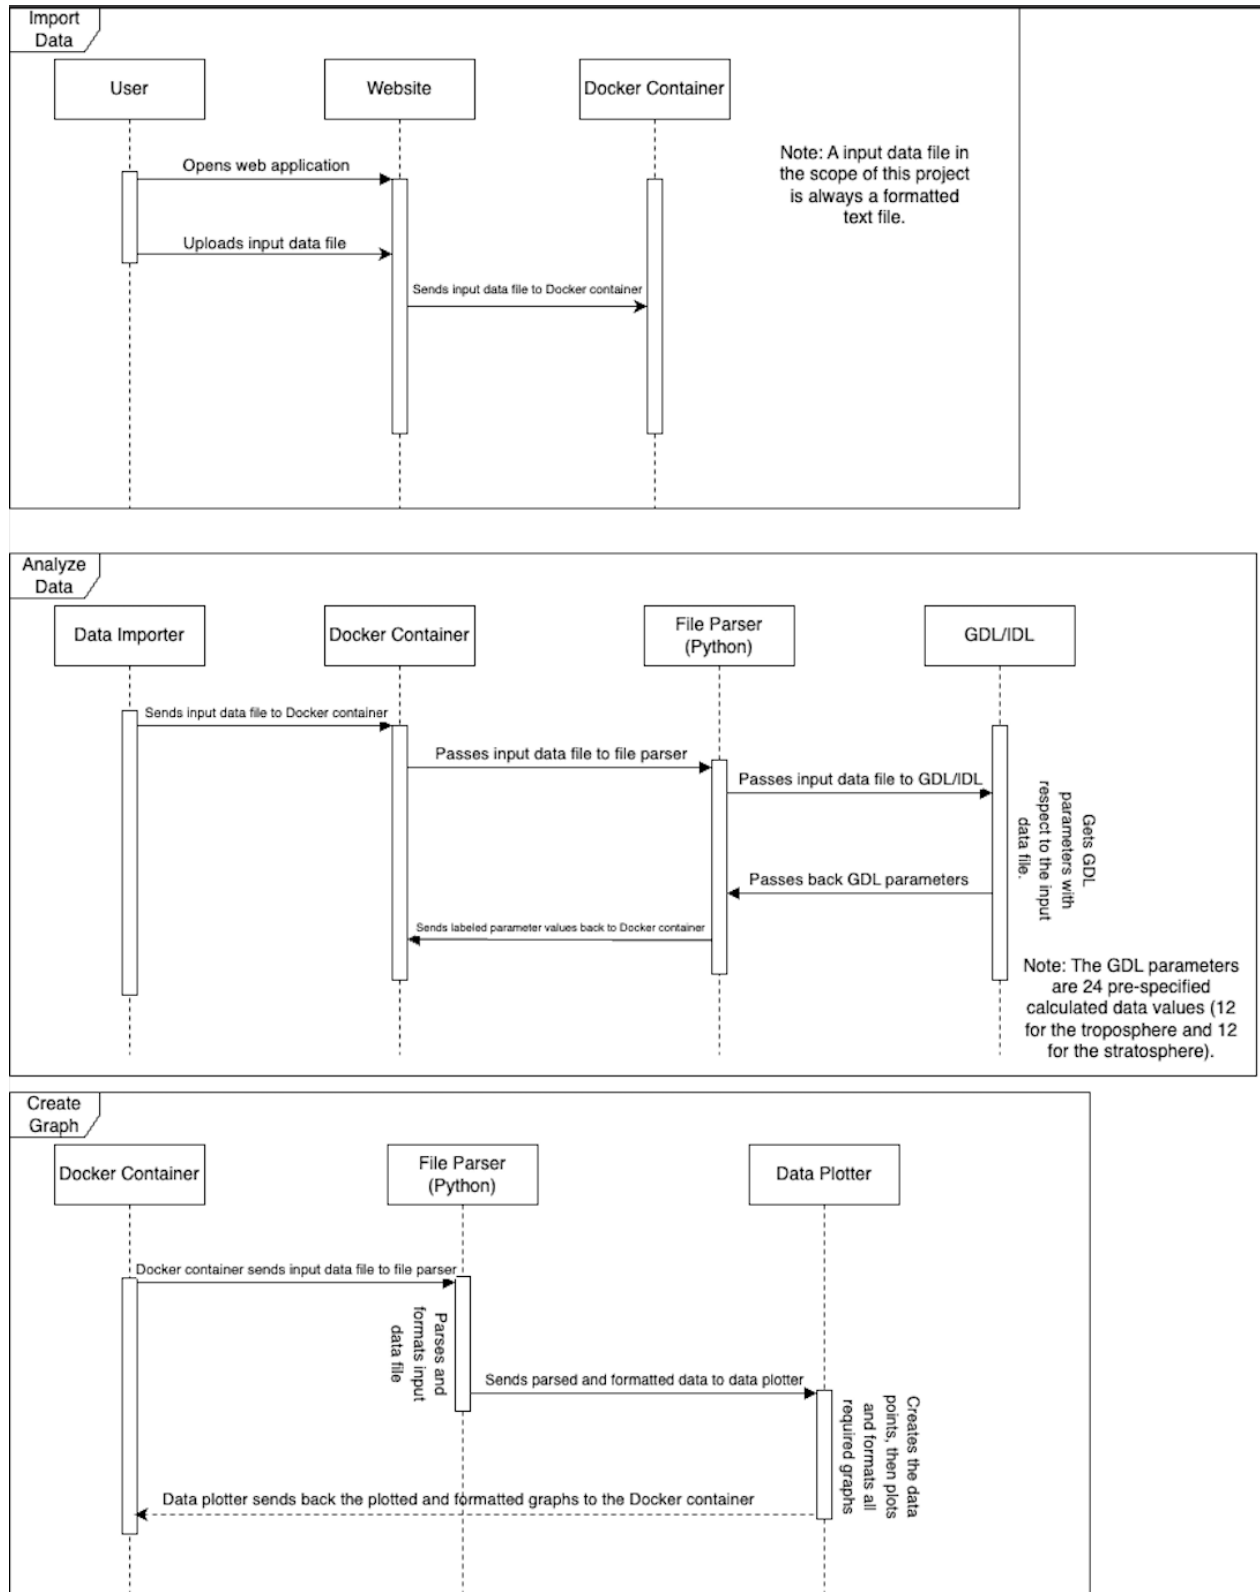 Import
Data
User
Website
Docker Container
Opens web application
Note: A input data file in
the scope of this project
is always a formatted
text file.
Uploads input data file
Sends input data file to Docker container
Analyze
Data
Data Importer
Docker Container
File Parser
(Python)
GDL/IDL
Sends input data file to Docker container
Passes input data file to file parser
Passes input data file to GDL/IDL
Gets GDL
parameters with
respect to the input
data file.
Passes back GDL parameters
Sends labeled parameter values back to Docker container
Note: The GDL parameters
are 24 pre-specified
calculated data values (12
for the troposphere and 12
for the stratosphere).
Create
Graph
Docker Container
File Parser
(Python)
Data Plotter
Docker container sends input data file to file parser
Parses and
formats input
data file
Sends parsed and formatted data to data plotter
Creates the data
points, then plots
and formats all
required graphs
Data plotter sends back the plotted and formatted graphs to the Docker container